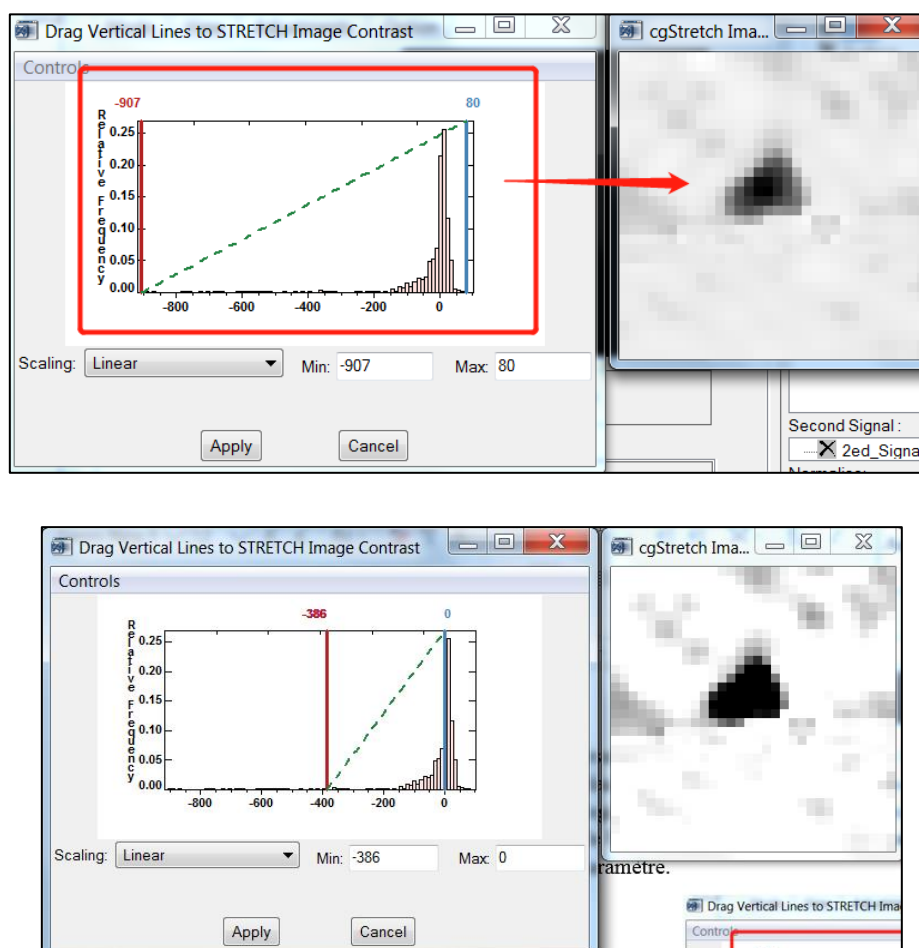 Drag Vertical Lines to STRETCH Image Contrast
cgStretch Ima...
Controls
-907
80
Relative Frequency
0.25
0.20
0.15
0.10
0.05
0.00
-800
-600
-400
-200
0
Scaling:
Linear
Min:
-907
Max:
80
Apply
Cancel
Second Signal :
2ed_Signa
Drag Vertical Lines to STRETCH Image Contrast
cgStretch Ima...
Controls
-386
0
Relative Frequency
0.25
0.20
0.15
0.10
0.05
0.00
-800
-600
-400
-200
0
Scaling:
Linear
Min:
-386
Max:
0
ramètre.
Apply
Cancel
Drag Vertical Lines to STRETCH Ima
Controls